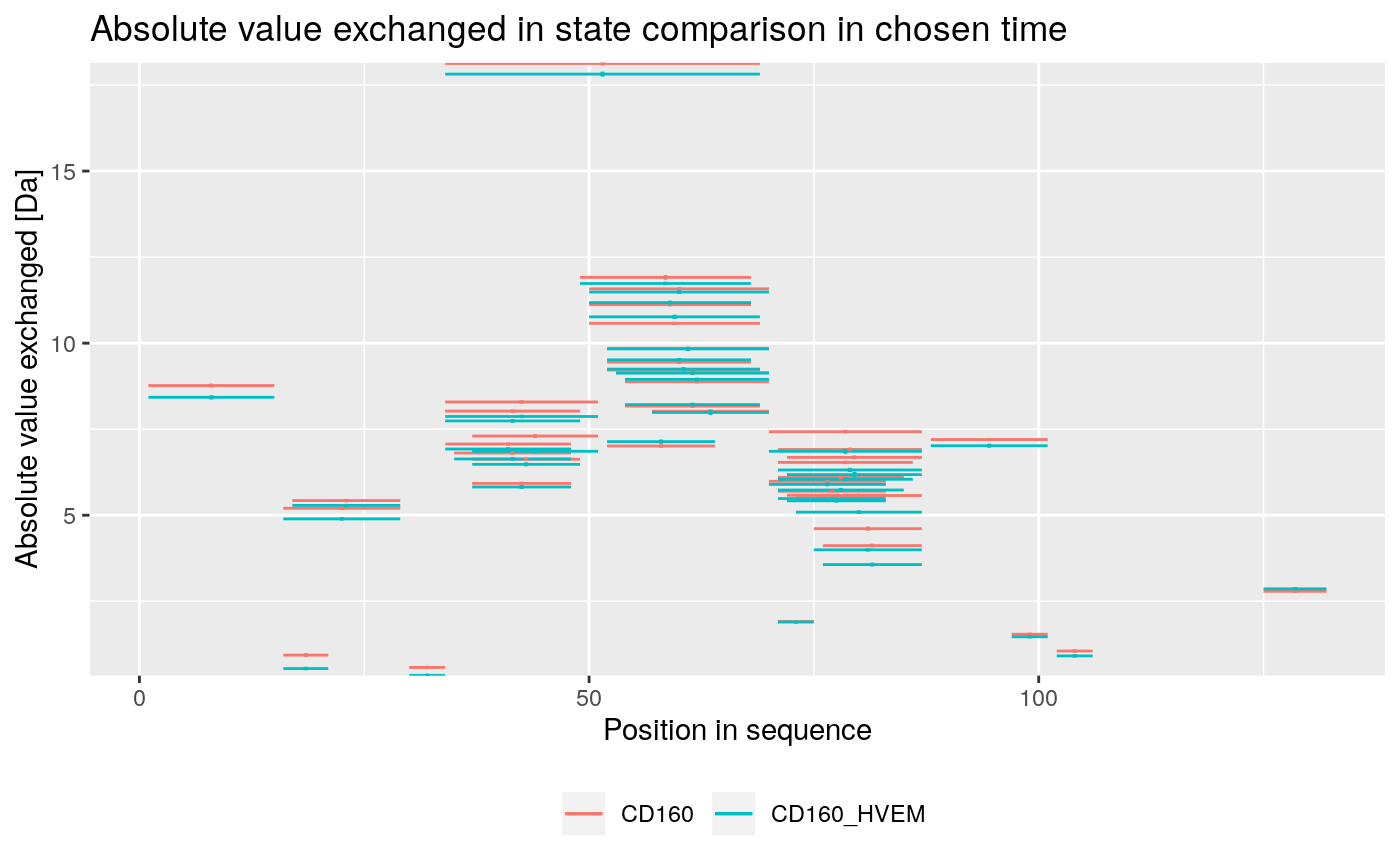 Absolute value exchanged in state comparison in chosen time
Absolute value exchanged [Da]
15
10
5
0
50
100
Position in sequence
CD160
CD160_HVEM